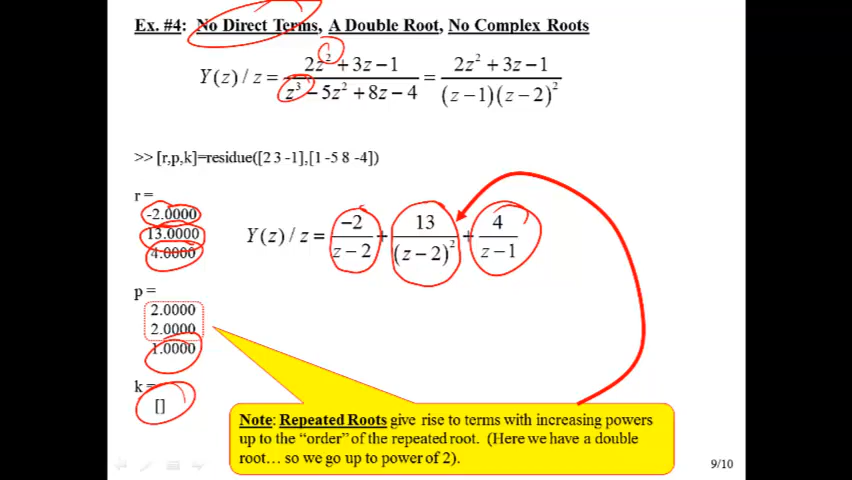 Ex. #4: No Direct Terms, A Double Root, No Complex Roots
Y(z)/z = (2z² + 3z − 1)/(z³ − 5z² + 8z − 4) = (2z² + 3z − 1)/((z − 1)(z − 2)²)
>> [r,p,k]=residue([2 3 -1],[1 -5 8 -4])
r =
-2.0000
13.0000
4.0000
Y(z)/z = −2/(z − 2) + 13/(z − 2)² + 4/(z − 1)
p =
2.0000
2.0000
1.0000
k =
[]
Note: Repeated Roots give rise to terms with increasing powers
up to the “order” of the repeated root. (Here we have a double
root… so we go up to power of 2).
9/10